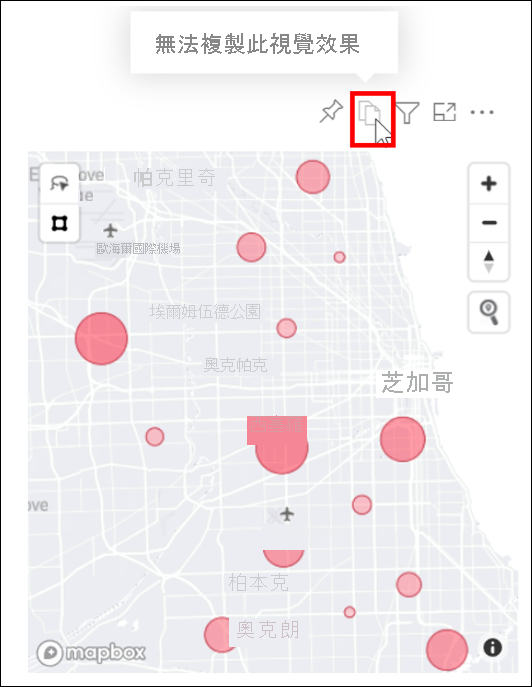 無法複製此視覺效果
帕克里奇
歐海爾國際機場
埃爾姆伍德公園
奧克帕克
芝加哥
柏本克
奧克朗
mapbox